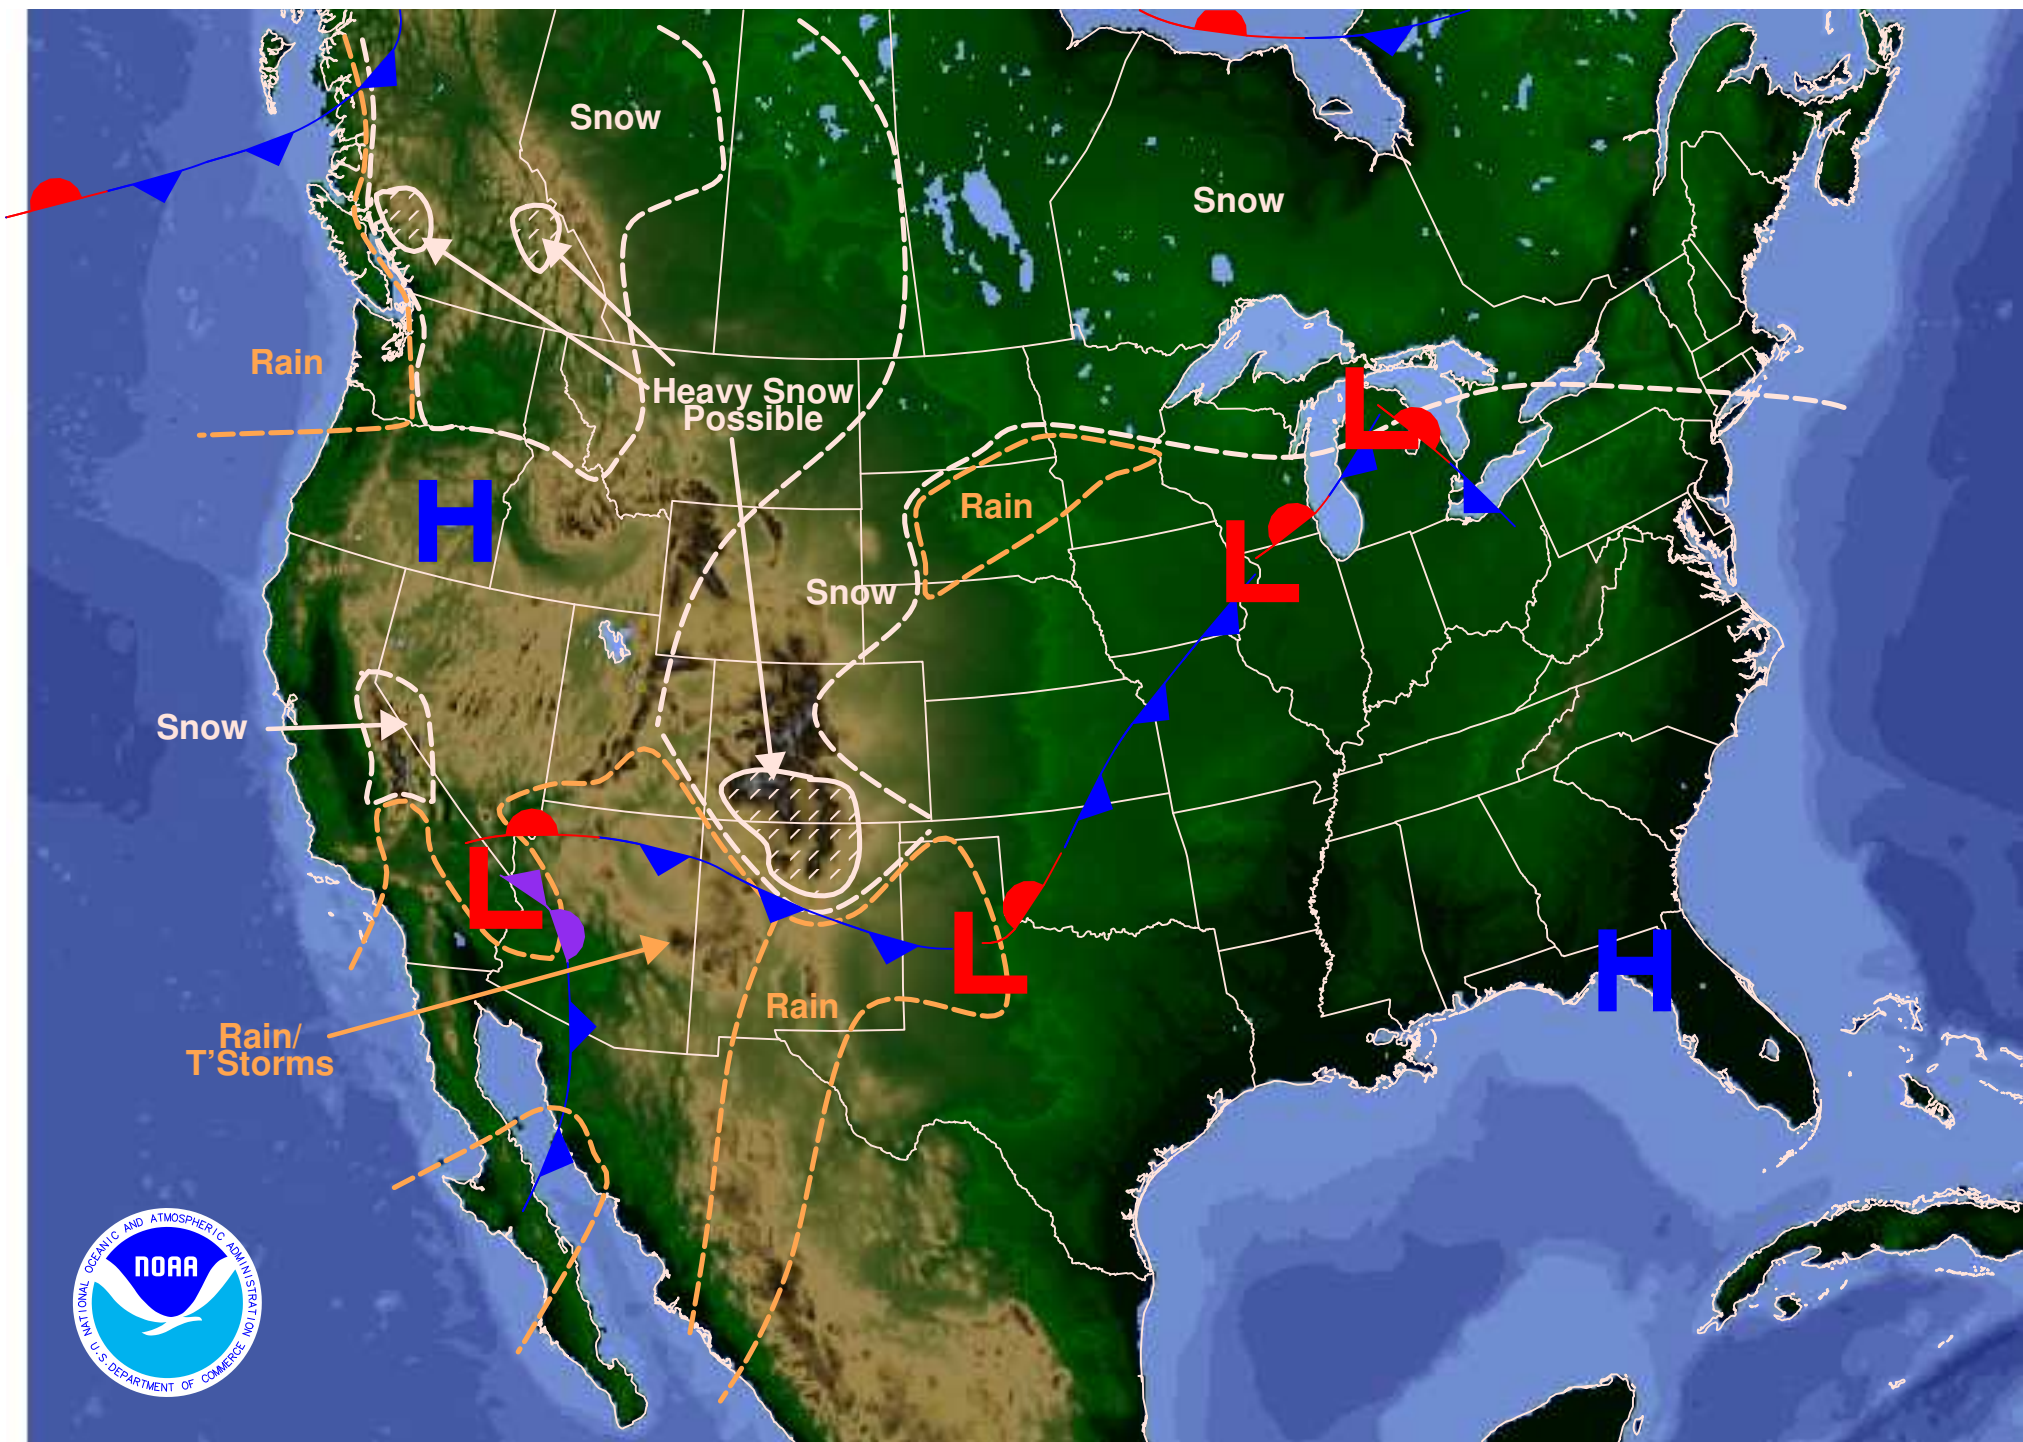 Snow
Snow
Rain
Heavy Snow
Possible
Rain
H
L
L
Snow
Snow
L
L
H
Rain
Rain/
T'Storms
NATIONAL OCEANIC AND ATMOSPHERIC ADMINISTRATION
NOAA
U.S. DEPARTMENT OF COMMERCE